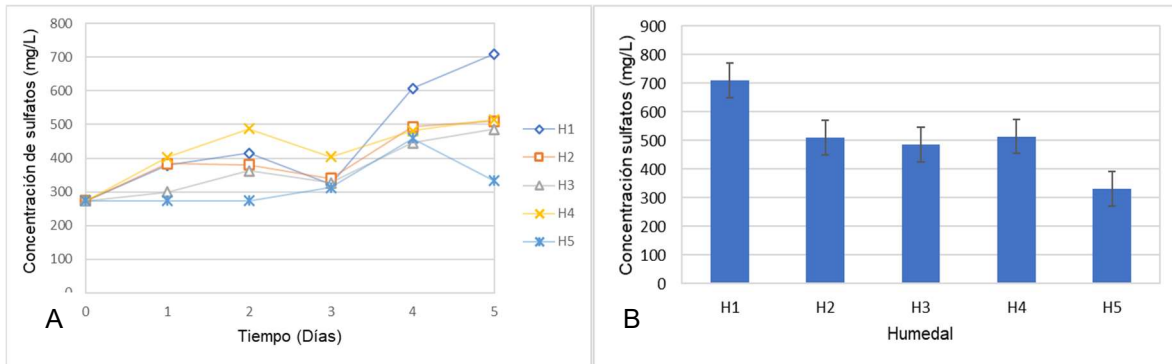 Concentración de sulfatos (mg/L)
800
700
600
500
400
300
200
100
0
0 1 2 3 4 5
Tiempo (Días)
A
H1
H2
H3
H4
H5
Concentración sulfatos (mg/L)
900
800
700
600
500
400
300
200
100
0
H1 H2 H3 H4 H5
Humedal
B